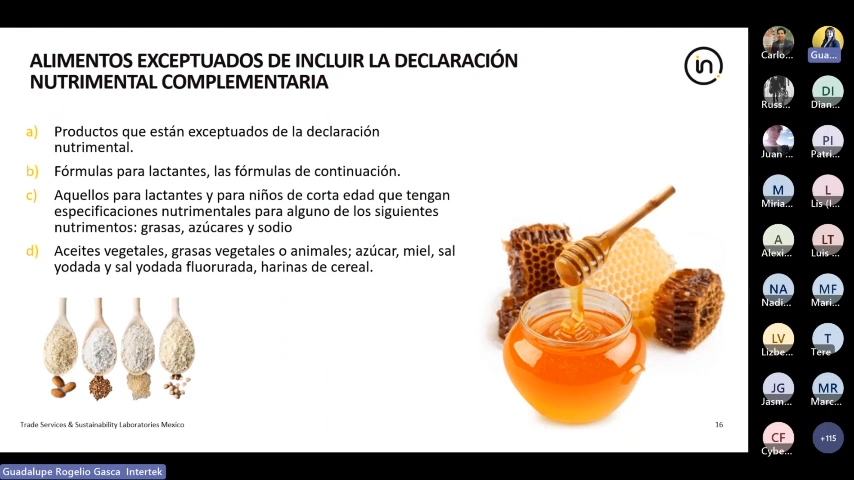 ALIMENTOS EXCEPTUADOS DE INCLUIR LA DECLARACIÓN
NUTRIMENTAL COMPLEMENTARIA
in
a) Productos que están exceptuados de la declaración
nutrimental.
b) Fórmulas para lactantes, las fórmulas de continuación.
c) Aquellos para lactantes y para niños de corta edad que tengan
especificaciones nutrimentales para alguno de los siguientes
nutrimentos: grasas, azúcares y sodio
d) Aceites vegetales, grasas vegetales o animales; azúcar, miel, sal
yodada y sal yodada fluorurada, harinas de cereal.
Trade Services & Sustainability Laboratories Mexico
16
Carlo...
Gua...
Russ...
DI
Dian...
Juan ...
PI
Patri...
M
Miria...
L
Lis (I...
A
Alexi...
LT
Luis ...
NA
Nadi...
MF
Mari...
LV
Lizbe...
T
Tere
JG
Jasm...
MR
Marc...
CF
Cybe...
+115
Guadalupe Rogelio Gasca Intertek